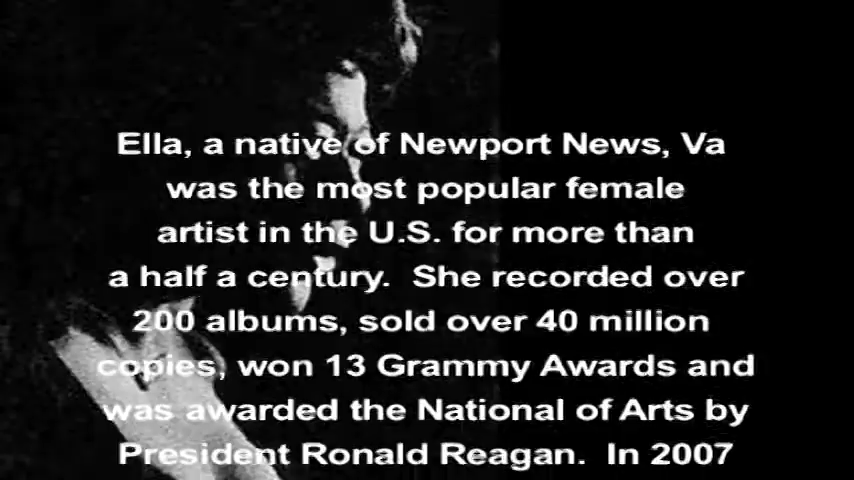 Ella, a native of Newport News, Va
was the most popular female
artist in the U.S. for more than
a half a century.  She recorded over
200 albums, sold over 40 million
copies, won 13 Grammy Awards and
was awarded the National of Arts by
President Ronald Reagan.  In 2007